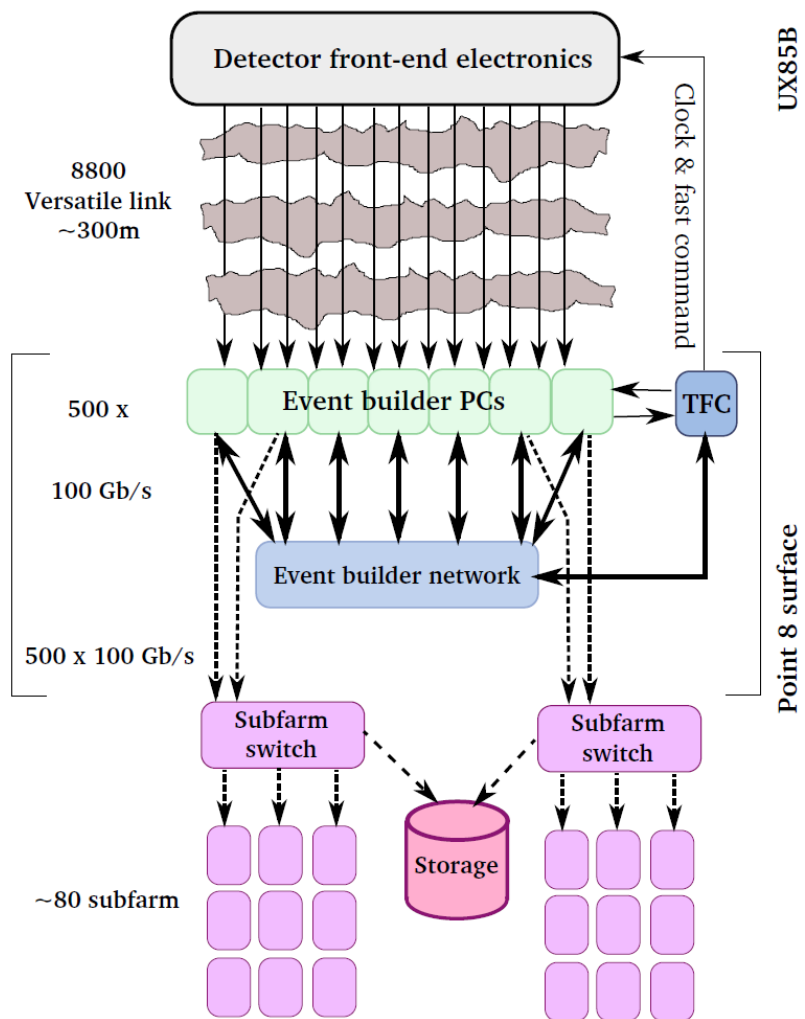 Detector front-end electronics
UX85B
Clock & fast command
8800
Versatile link
~300m
500 x
Event builder PCs
TFC
100 Gb/s
Event builder network
500 x 100 Gb/s
Point 8 surface
Subfarm
switch
Subfarm
switch
Storage
~80 subfarm